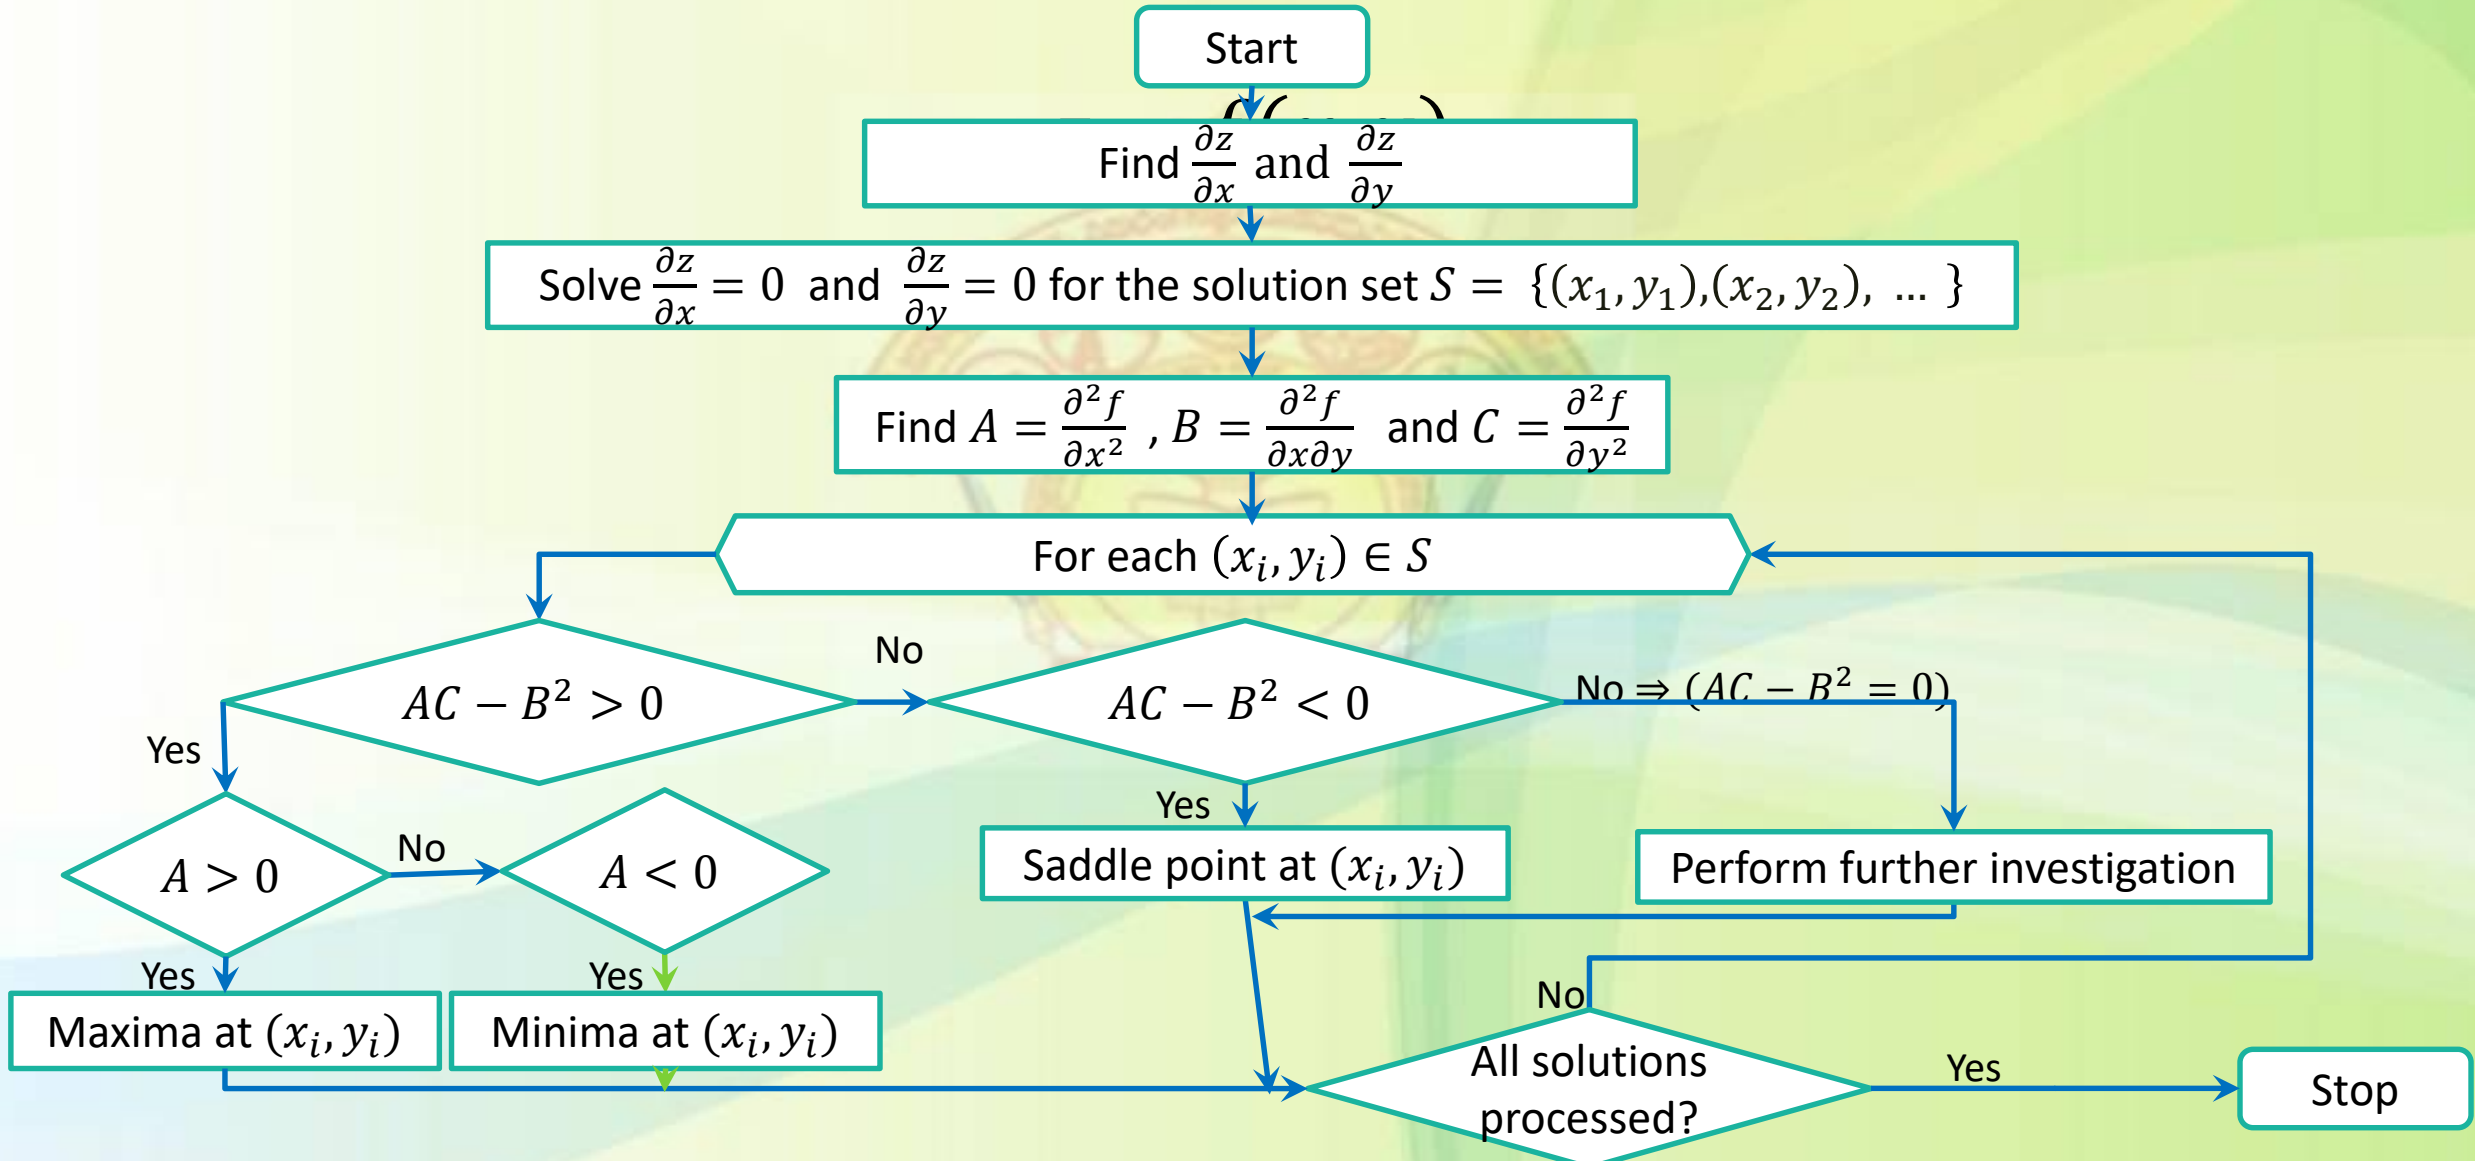 Start
Find ∂z/∂x and ∂z/∂y
Solve ∂z/∂x = 0 and ∂z/∂y = 0 for the solution set S = {(x₁, y₁),(x₂, y₂), … }
Find A = ∂²f/∂x² , B = ∂²f/∂x∂y and C = ∂²f/∂y²
For each (xᵢ, yᵢ) ∈ S
AC − B² > 0
No
AC − B² < 0
No ⇒ (AC − B² = 0)
Yes
A > 0
No
A < 0
Yes
Saddle point at (xᵢ, yᵢ)
Perform further investigation
Yes
Maxima at (xᵢ, yᵢ)
Yes
Minima at (xᵢ, yᵢ)
No
All solutions
processed?
Yes
Stop